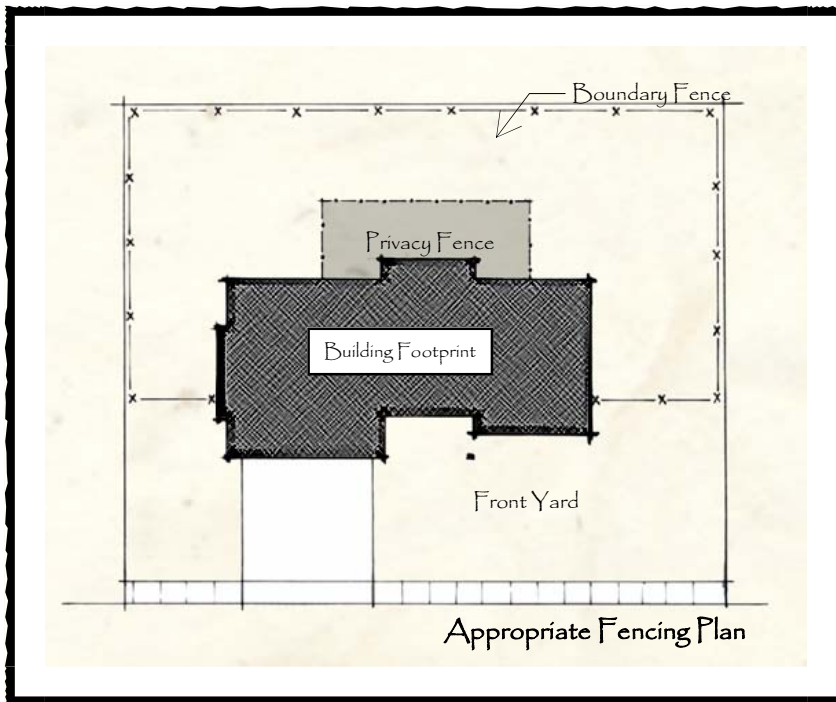 Boundary Fence
Privacy Fence
Building Footprint
Front Yard
Appropriate Fencing Plan